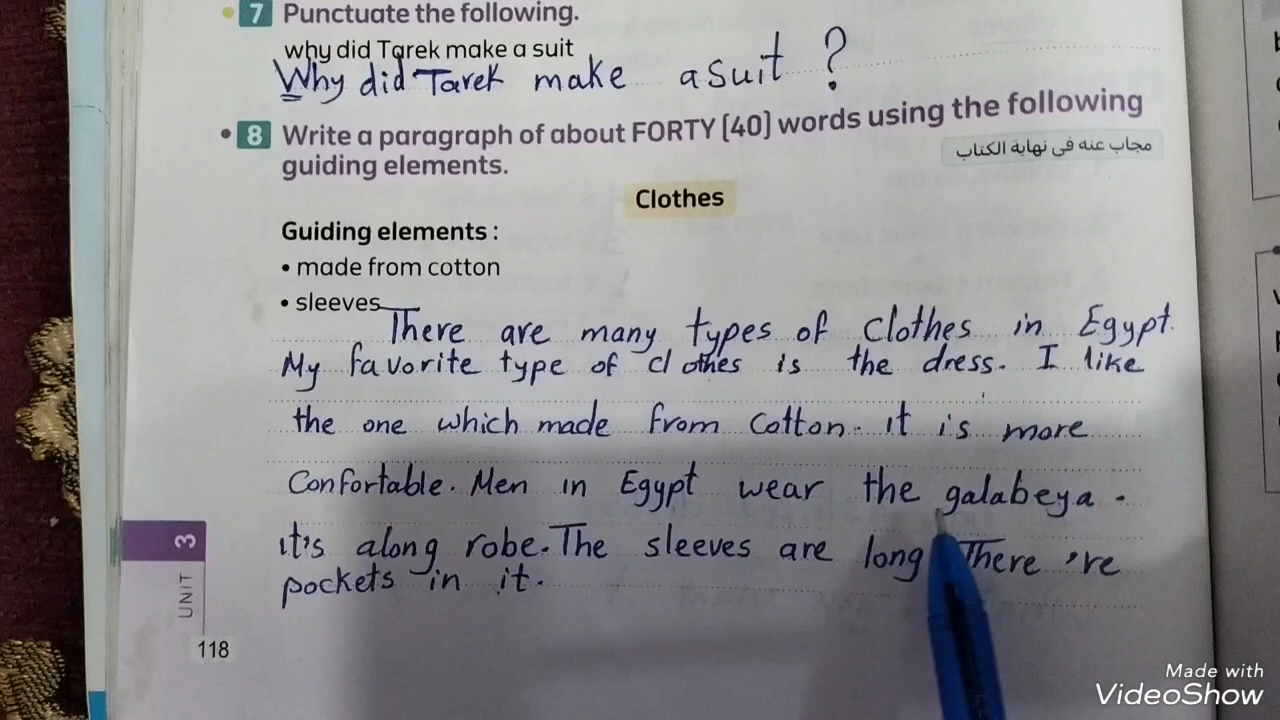 7 Punctuate the following.
why did Tarek make a suit
Why did Tarek make a suit ?
8 Write a paragraph of about FORTY (40) words using the following
guiding elements.
مجاب عنه فى نهاية الكتاب
Clothes
Guiding elements :
• made from cotton
• sleeves
There are many types of clothes in Egypt.
My favorite type of clothes is the dress. I like
the one which made from Cotton. it is more
Confortable. Men in Egypt wear the galabeya.
it's along robe. The sleeves are long There 're
pockets in it.
UNIT 3
118
Made with
VideoShow